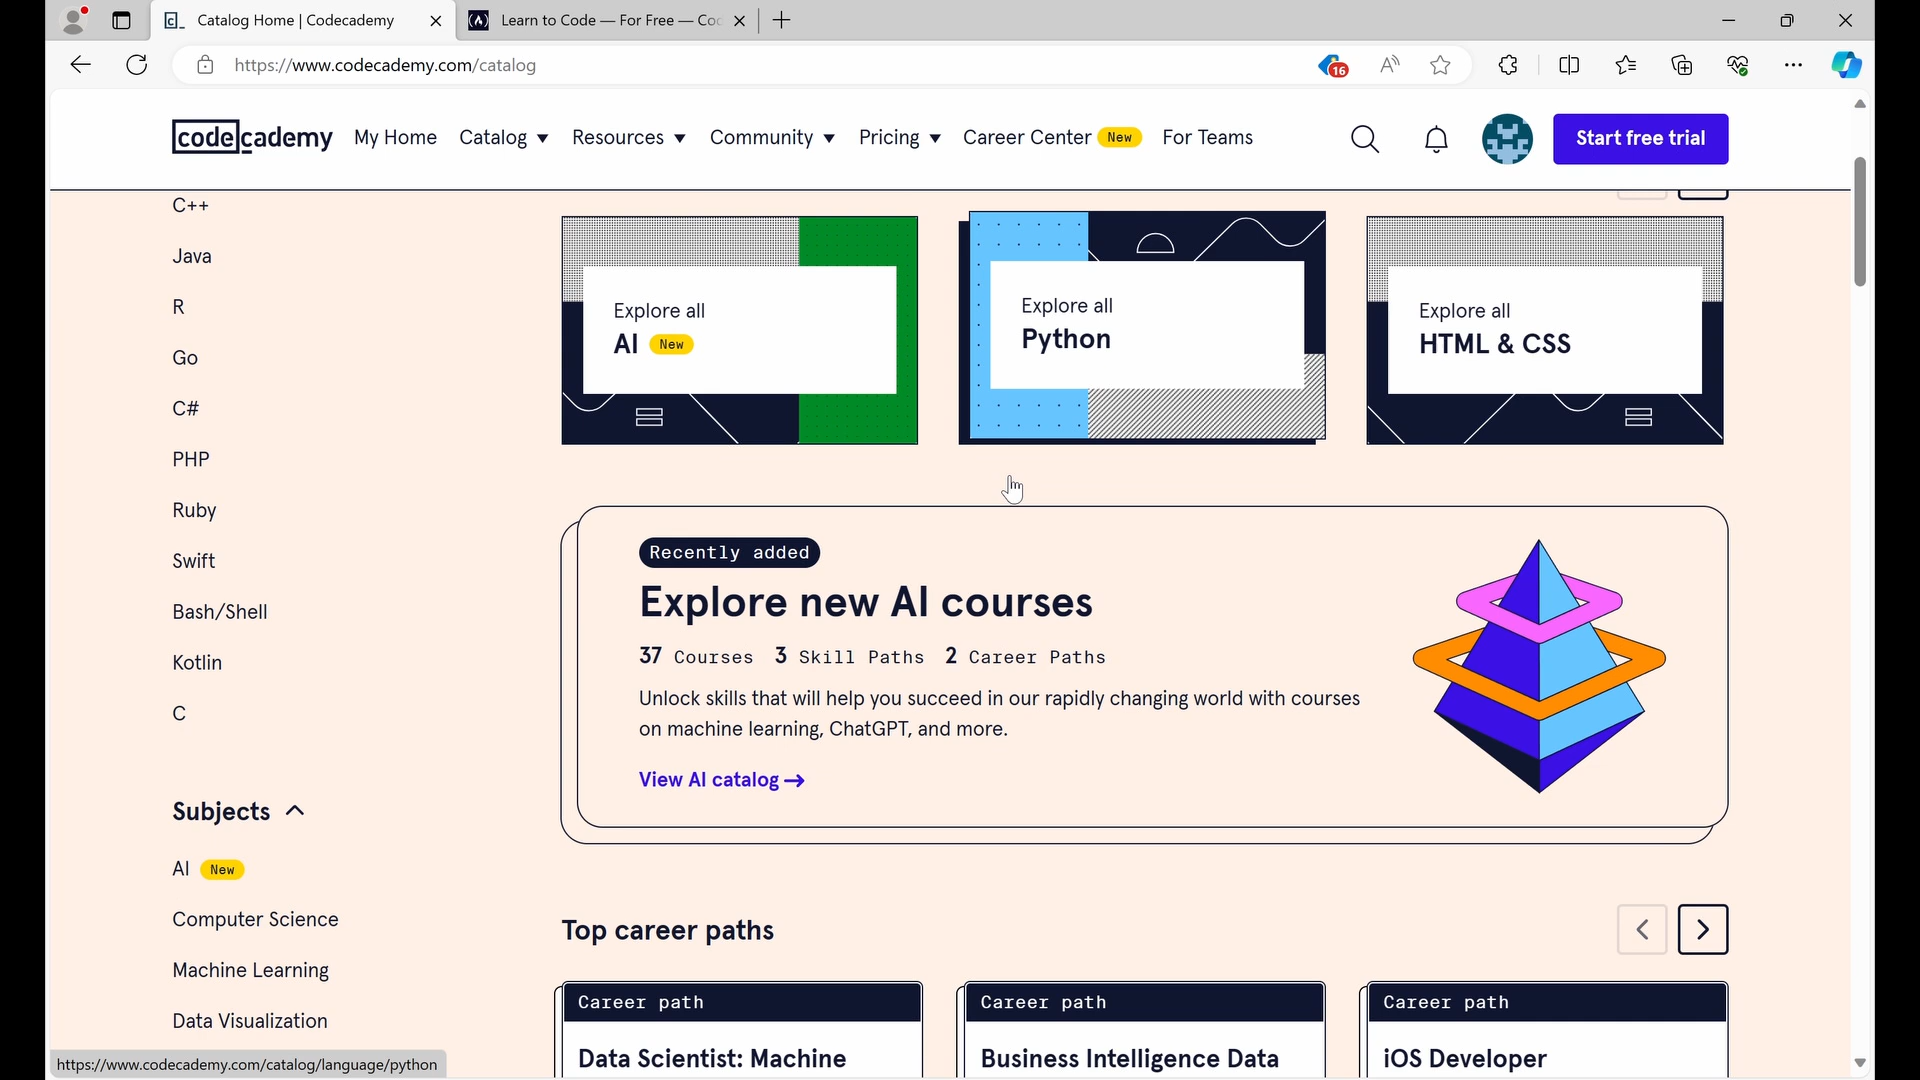 Catalog Home | Codecademy
Learn to Code — For Free — Coc
https://www.codecademy.com/catalog
16
codecademy
My Home
Catalog
Resources
Community
Pricing
Career Center New
For Teams
Start free trial
C++
Java
R
Go
C#
PHP
Ruby
Swift
Bash/Shell
Kotlin
C
Subjects
AI New
Computer Science
Machine Learning
Data Visualization
Explore all
AI New
Explore all
Python
Explore all
HTML & CSS
Recently added
Explore new AI courses
37 Courses 3 Skill Paths 2 Career Paths
Unlock skills that will help you succeed in our rapidly changing world with courses
on machine learning, ChatGPT, and more.
View AI catalog
Top career paths
Career path
Data Scientist: Machine
Career path
Business Intelligence Data
Career path
iOS Developer
https://www.codecademy.com/catalog/language/python